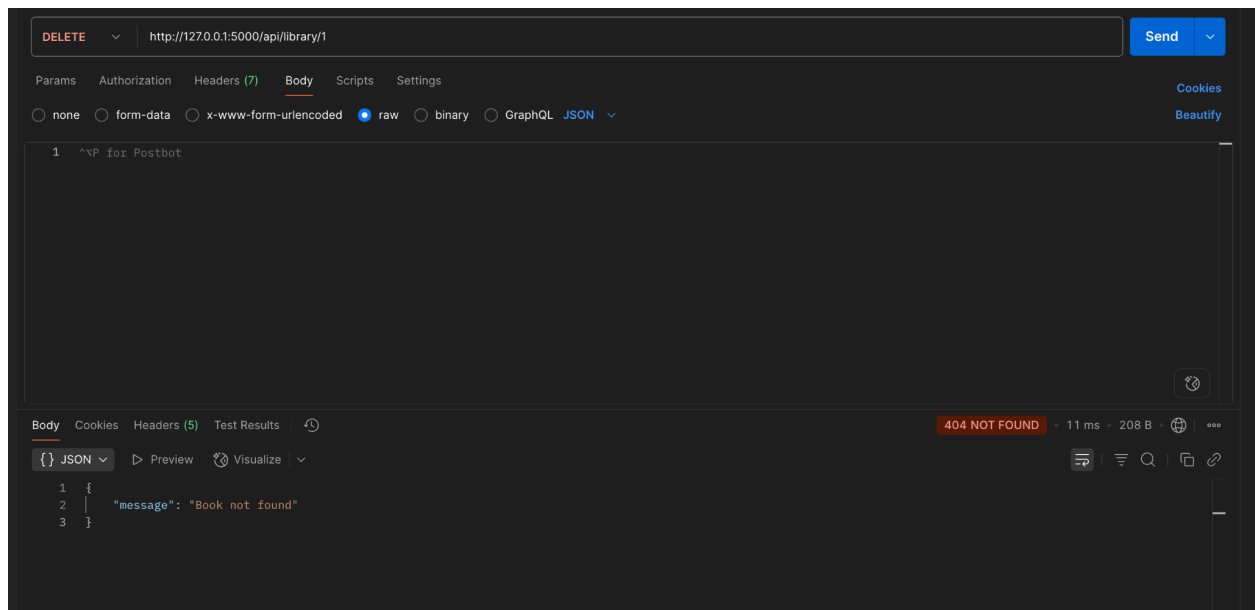 DELETE http://127.0.0.1:5000/api/library/1 Send
Params Authorization Headers (7) Body Scripts Settings Cookies
none form-data x-www-form-urlencoded raw binary GraphQL JSON Beautify
1 ^⌥P for Postbot
Body Cookies Headers (5) Test Results 404 NOT FOUND • 11 ms • 208 B •
{} JSON Preview Visualize
1 {
2 "message": "Book not found"
3 }